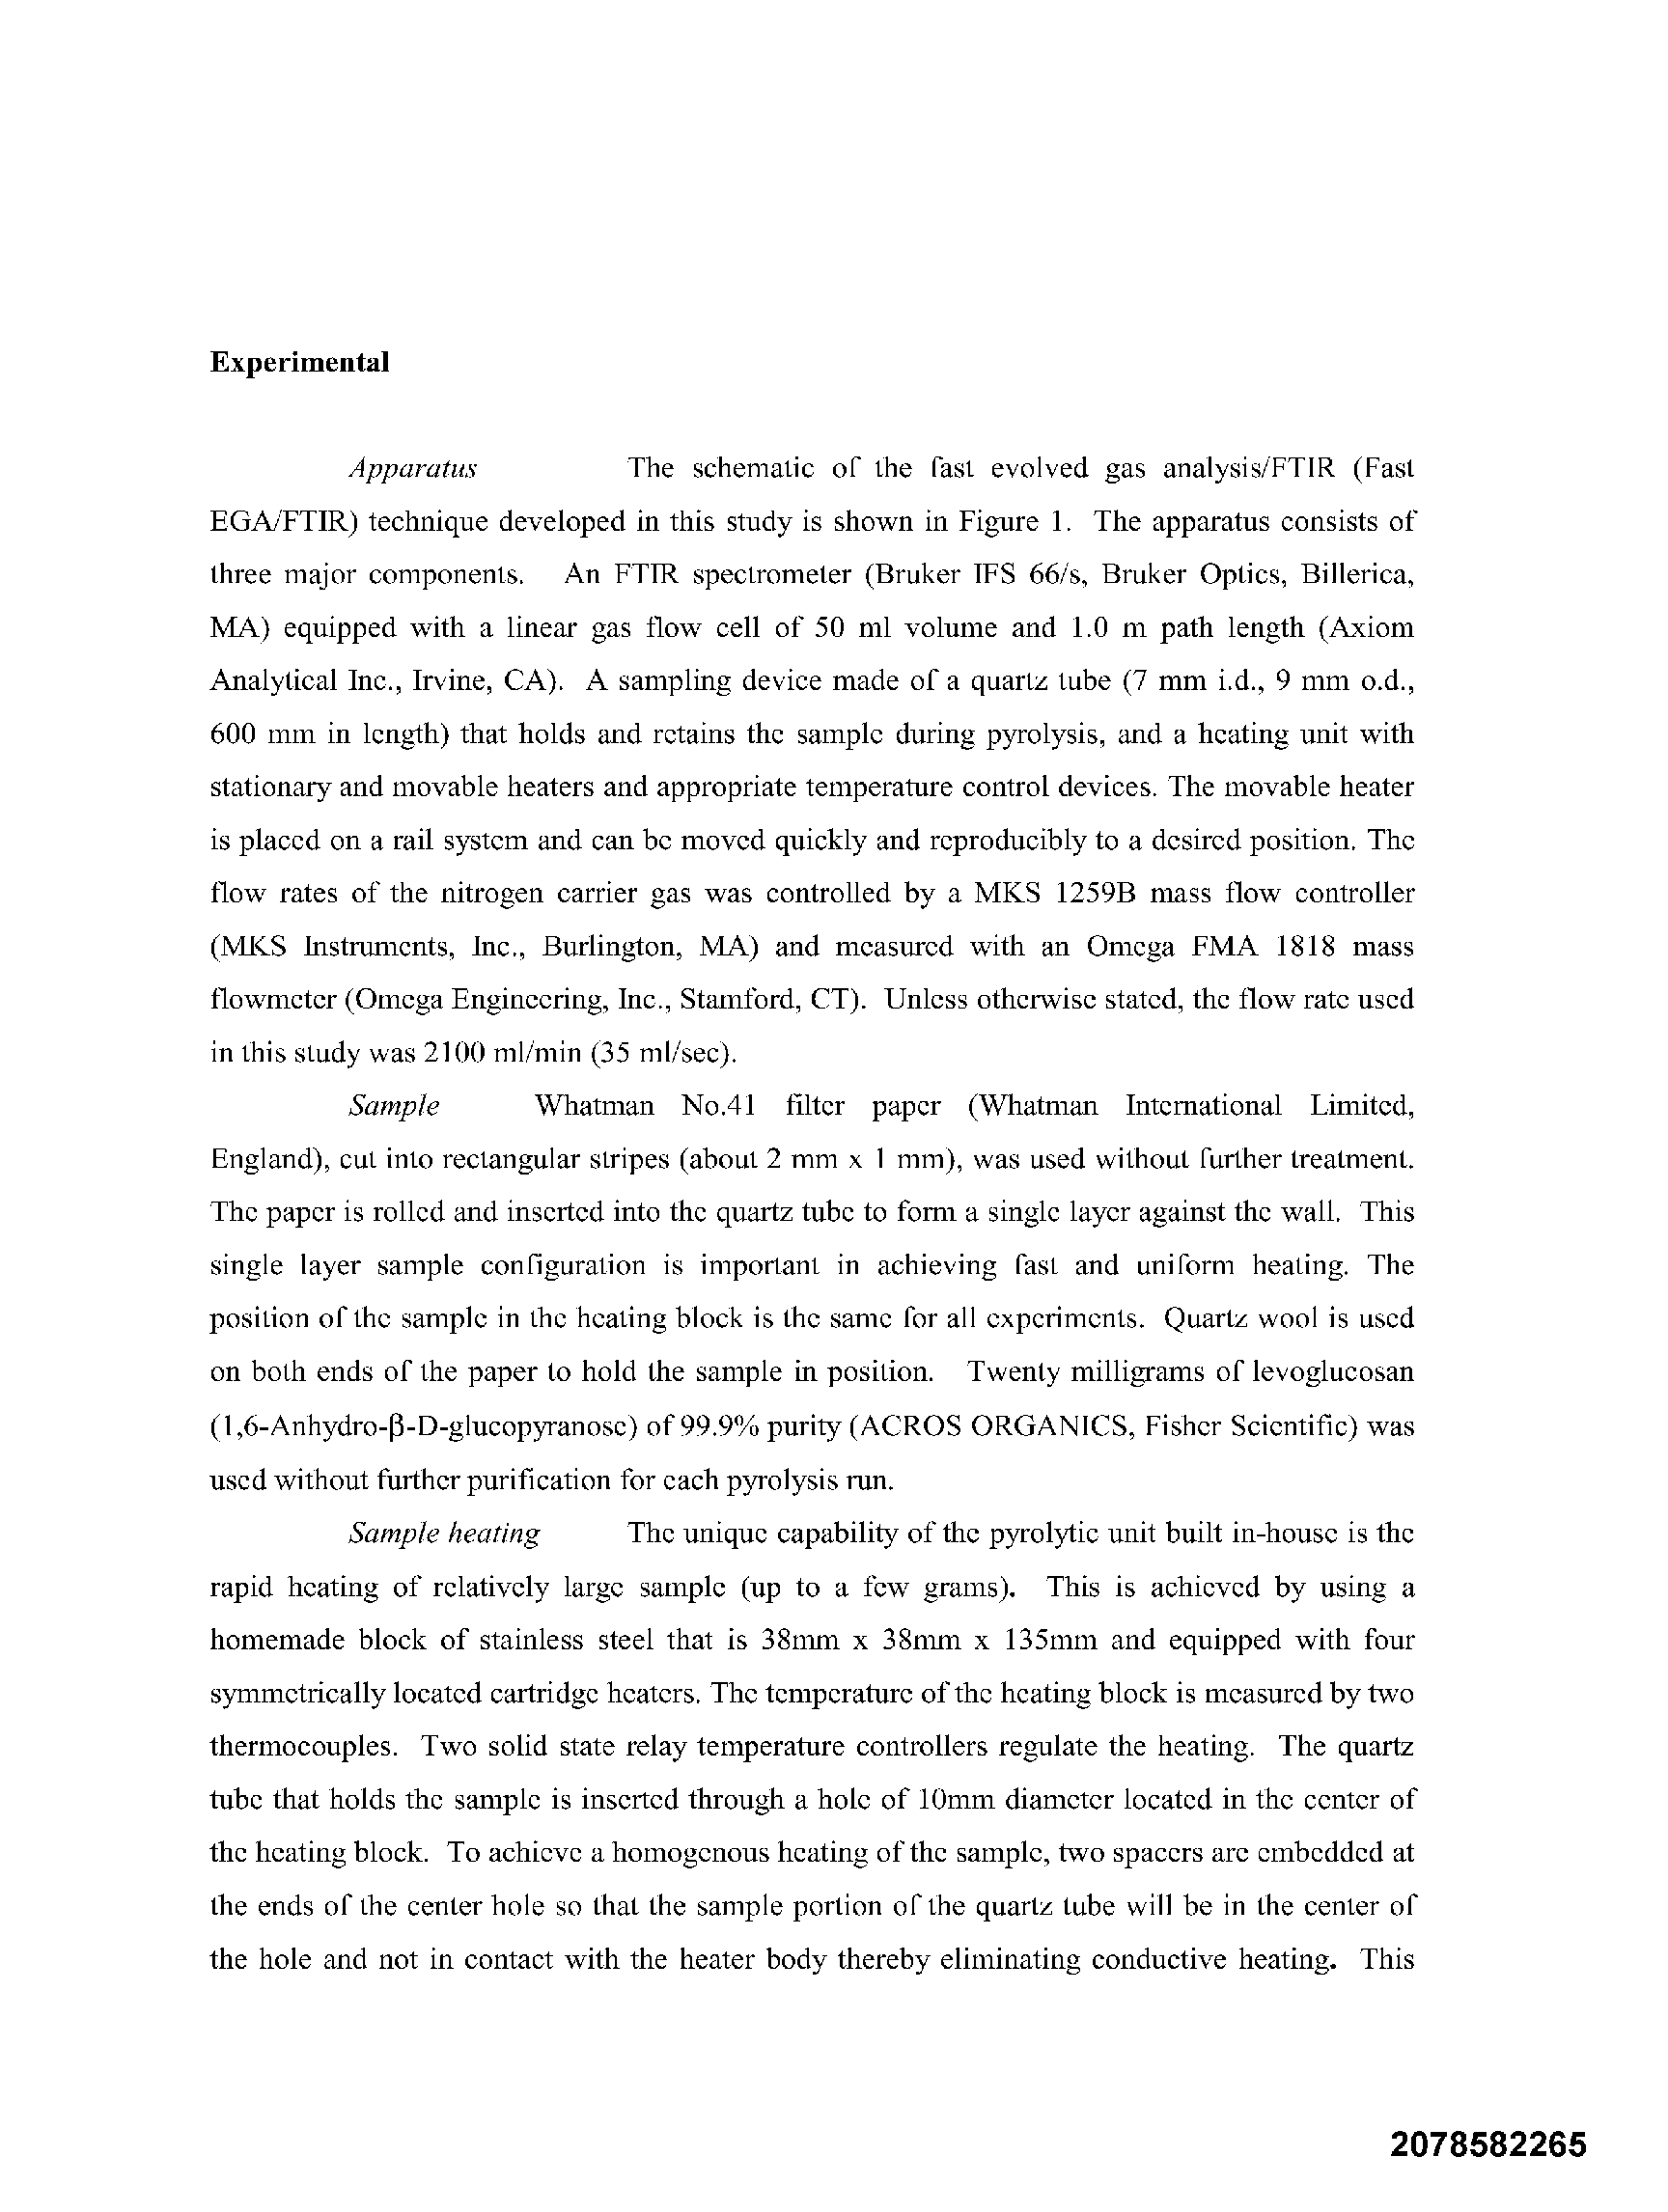 Experimental
Apparatus The schematic of the fast evolved gas analysis/FTIR (Fast
EGA/FTIR) technique developed in this study is shown in Figure 1. The apparatus consists of
three major components. An FTIR spectrometer (Bruker IFS 66/s, Bruker Optics, Billerica,
MA) equipped with a linear gas flow cell of 50 ml volume and 1.0 m path length (Axiom
Analytical Inc., Irvine, CA). A sampling device made of a quartz tube (7 mm i.d., 9 mm o.d.,
600 mm in length) that holds and retains the sample during pyrolysis, and a heating unit with
stationary and movable heaters and appropriate temperature control devices. The movable heater
is placed on a rail system and can be moved quickly and reproducibly to a desired position. The
flow rates of the nitrogen carrier gas was controlled by a MKS 1259B mass flow controller
(MKS Instruments, Inc., Burlington, MA) and measured with an Omega FMA 1818 mass
flowmeter (Omega Engineering, Inc., Stamford, CT). Unless otherwise stated, the flow rate used
in this study was 2100 ml/min (35 ml/sec).
Sample Whatman No.41 filter paper (Whatman International Limited,
England), cut into rectangular stripes (about 2 mm x 1 mm), was used without further treatment.
The paper is rolled and inserted into the quartz tube to form a single layer against the wall. This
single layer sample configuration is important in achieving fast and uniform heating. The
position of the sample in the heating block is the same for all experiments. Quartz wool is used
on both ends of the paper to hold the sample in position. Twenty milligrams of levoglucosan
(1,6-Anhydro-β-D-glucopyranose) of 99.9% purity (ACROS ORGANICS, Fisher Scientific) was
used without further purification for each pyrolysis run.
Sample heating The unique capability of the pyrolytic unit built in-house is the
rapid heating of relatively large sample (up to a few grams). This is achieved by using a
homemade block of stainless steel that is 38mm x 38mm x 135mm and equipped with four
symmetrically located cartridge heaters. The temperature of the heating block is measured by two
thermocouples. Two solid state relay temperature controllers regulate the heating. The quartz
tube that holds the sample is inserted through a hole of 10mm diameter located in the center of
the heating block. To achieve a homogenous heating of the sample, two spacers are embedded at
the ends of the center hole so that the sample portion of the quartz tube will be in the center of
the hole and not in contact with the heater body thereby eliminating conductive heating. This
2078582265